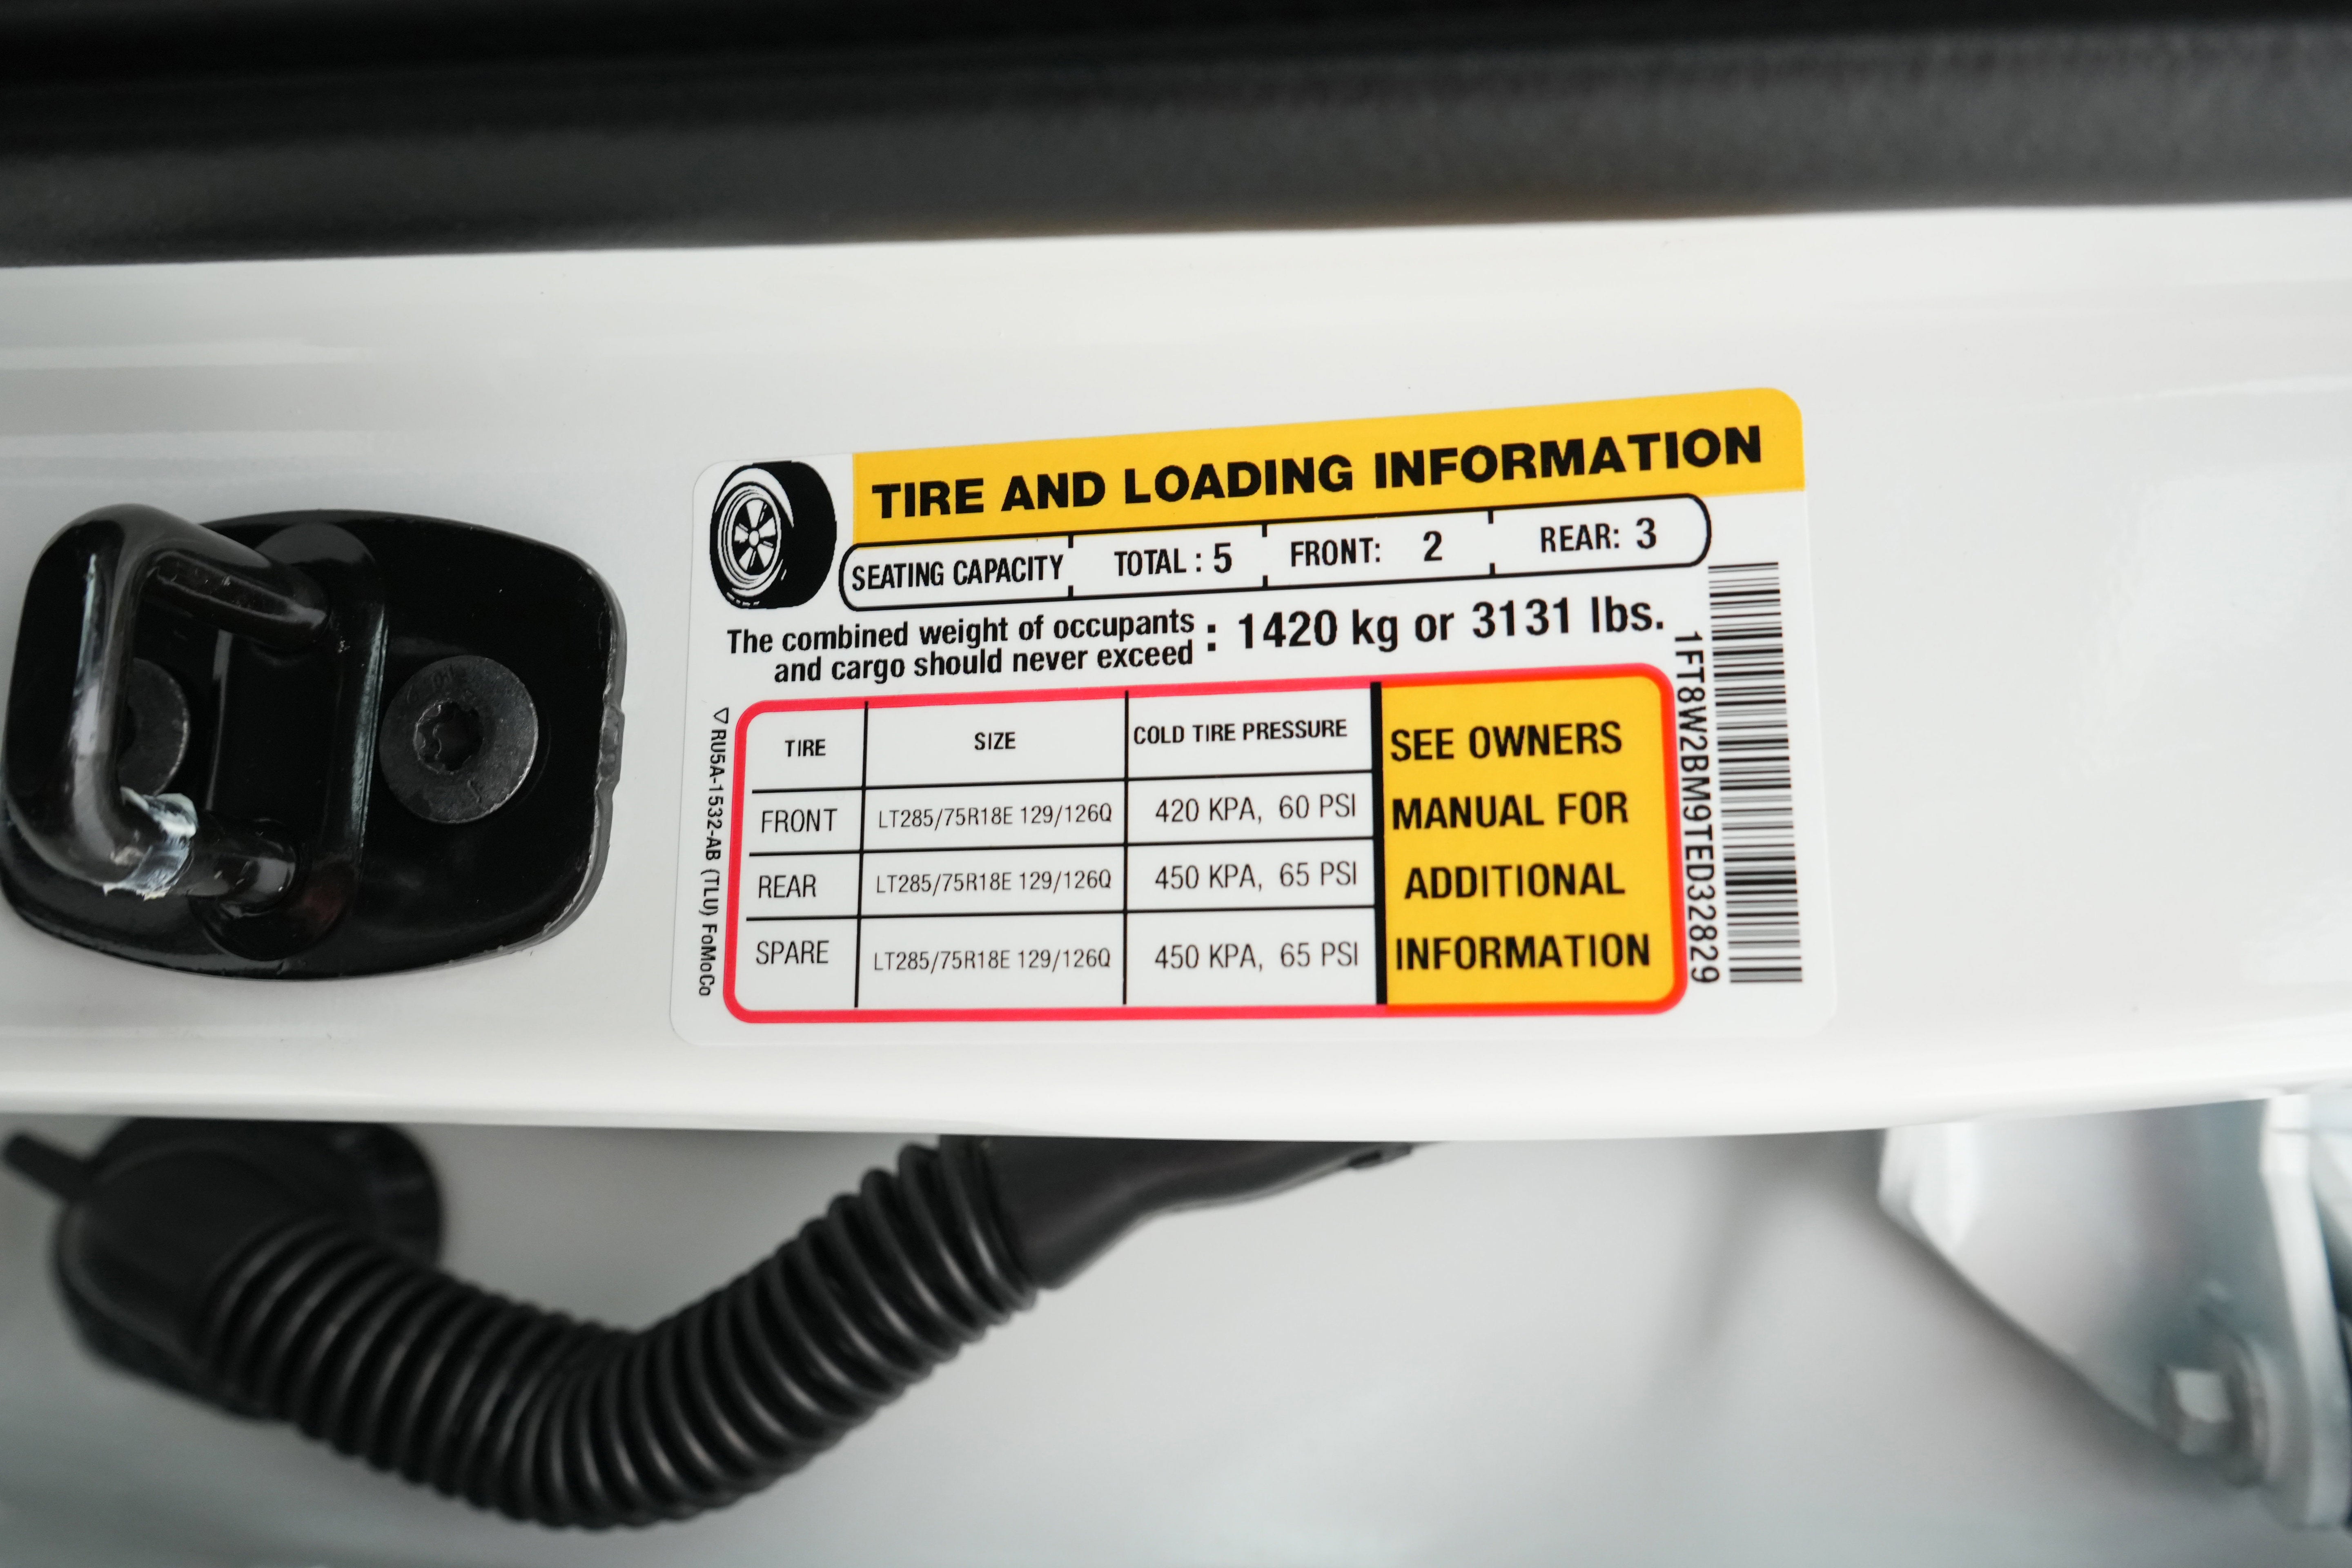 TIRE AND LOADING INFORMATION
SEATING CAPACITY TOTAL : 5 FRONT: 2 REAR: 3
The combined weight of occupants
and cargo should never exceed : 1420 kg or 3131 lbs.
TIRE SIZE COLD TIRE PRESSURE
FRONT LT285/75R18E 129/126Q 420 KPA, 60 PSI
REAR LT285/75R18E 129/126Q 450 KPA, 65 PSI
SPARE LT285/75R18E 129/126Q 450 KPA, 65 PSI
SEE OWNERS
MANUAL FOR
ADDITIONAL
INFORMATION
1FT8W2BM9TED32829
RU5A-1532-AB (TLU) FoMoCo